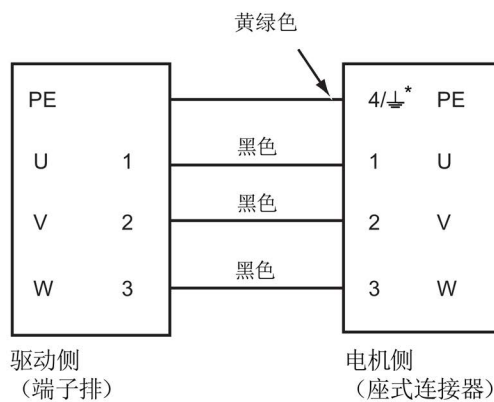 黄绿色
PE 4/⏚* PE
黑色
U 1 1 U
黑色
V 2 2 V
黑色
W 3 3 W
驱动侧 电机侧
（端子排） （座式连接器）